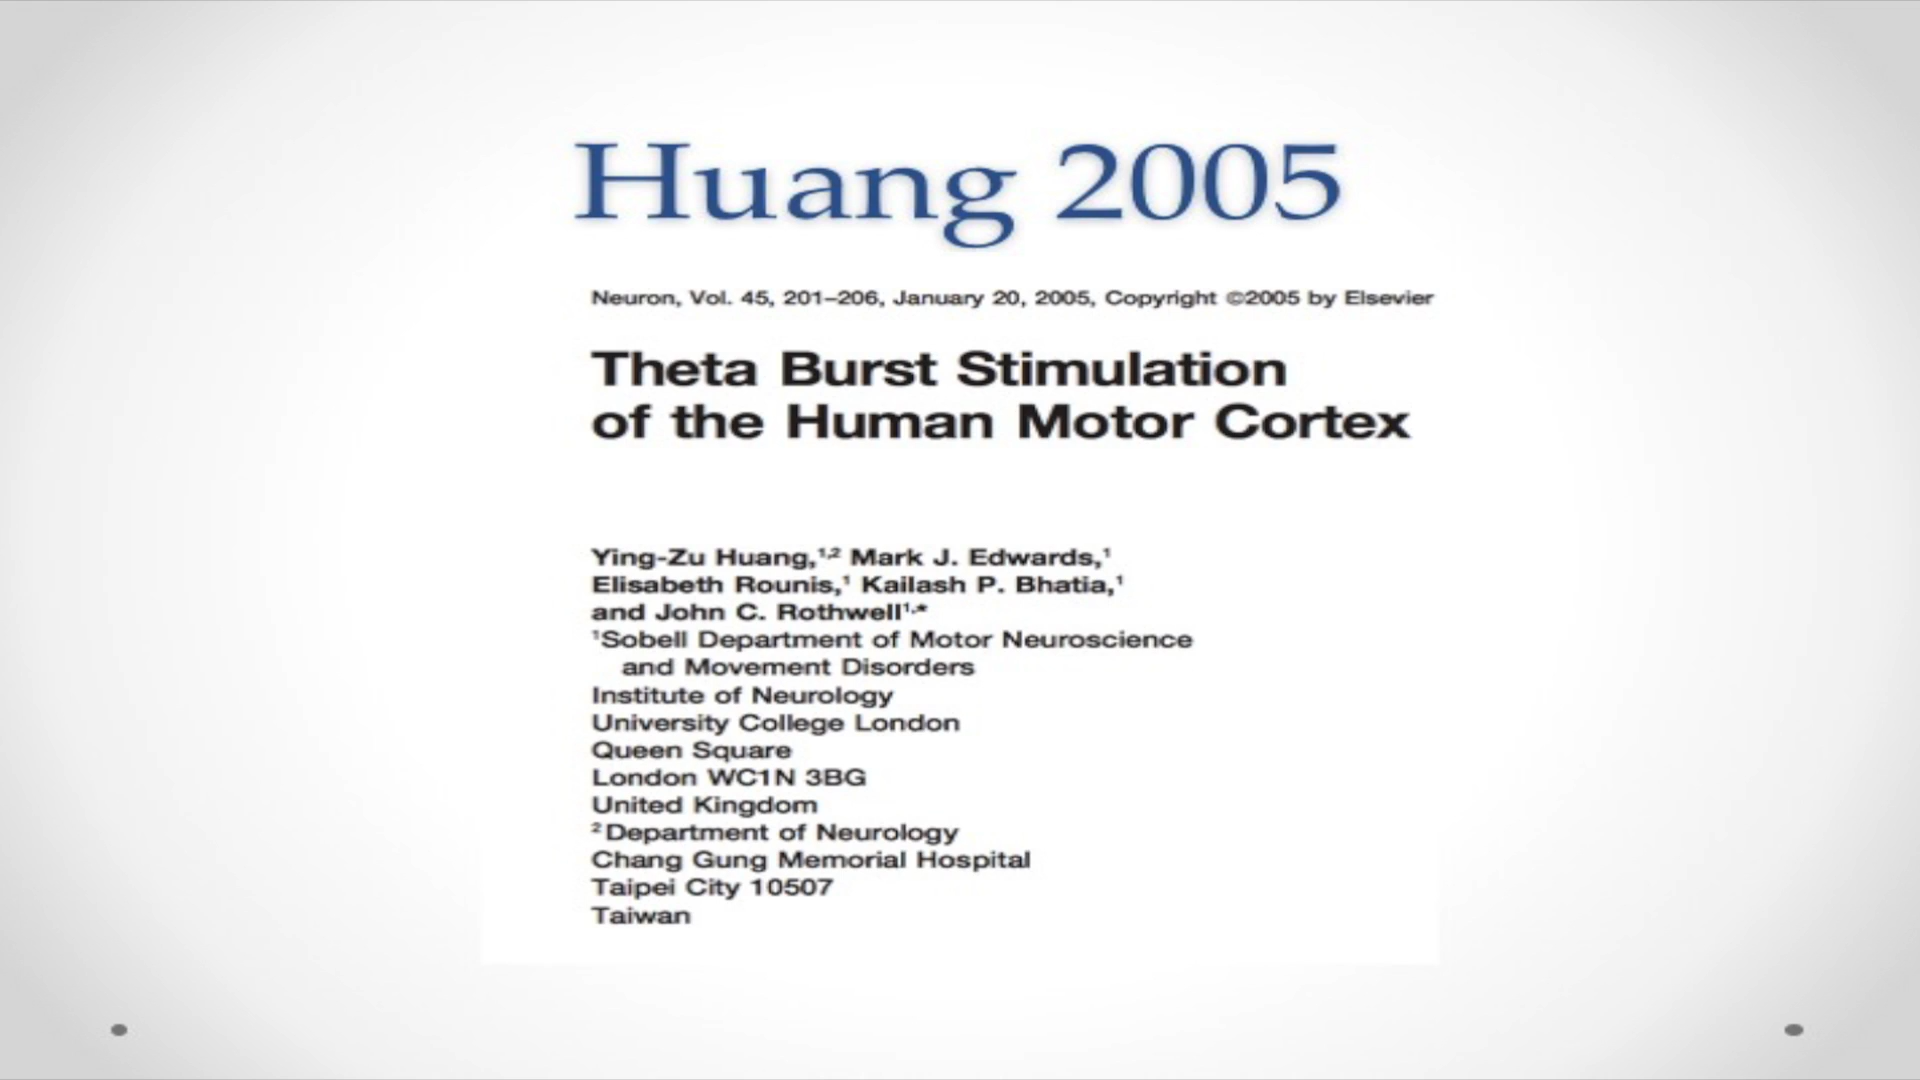 Huang 2005
Neuron, Vol. 45, 201–206, January 20, 2005, Copyright ©2005 by Elsevier
Theta Burst Stimulation
of the Human Motor Cortex
Ying-Zu Huang,¹,² Mark J. Edwards,¹
Elisabeth Rounis,¹ Kailash P. Bhatia,¹
and John C. Rothwell¹,*
¹Sobell Department of Motor Neuroscience
and Movement Disorders
Institute of Neurology
University College London
Queen Square
London WC1N 3BG
United Kingdom
²Department of Neurology
Chang Gung Memorial Hospital
Taipei City 10507
Taiwan